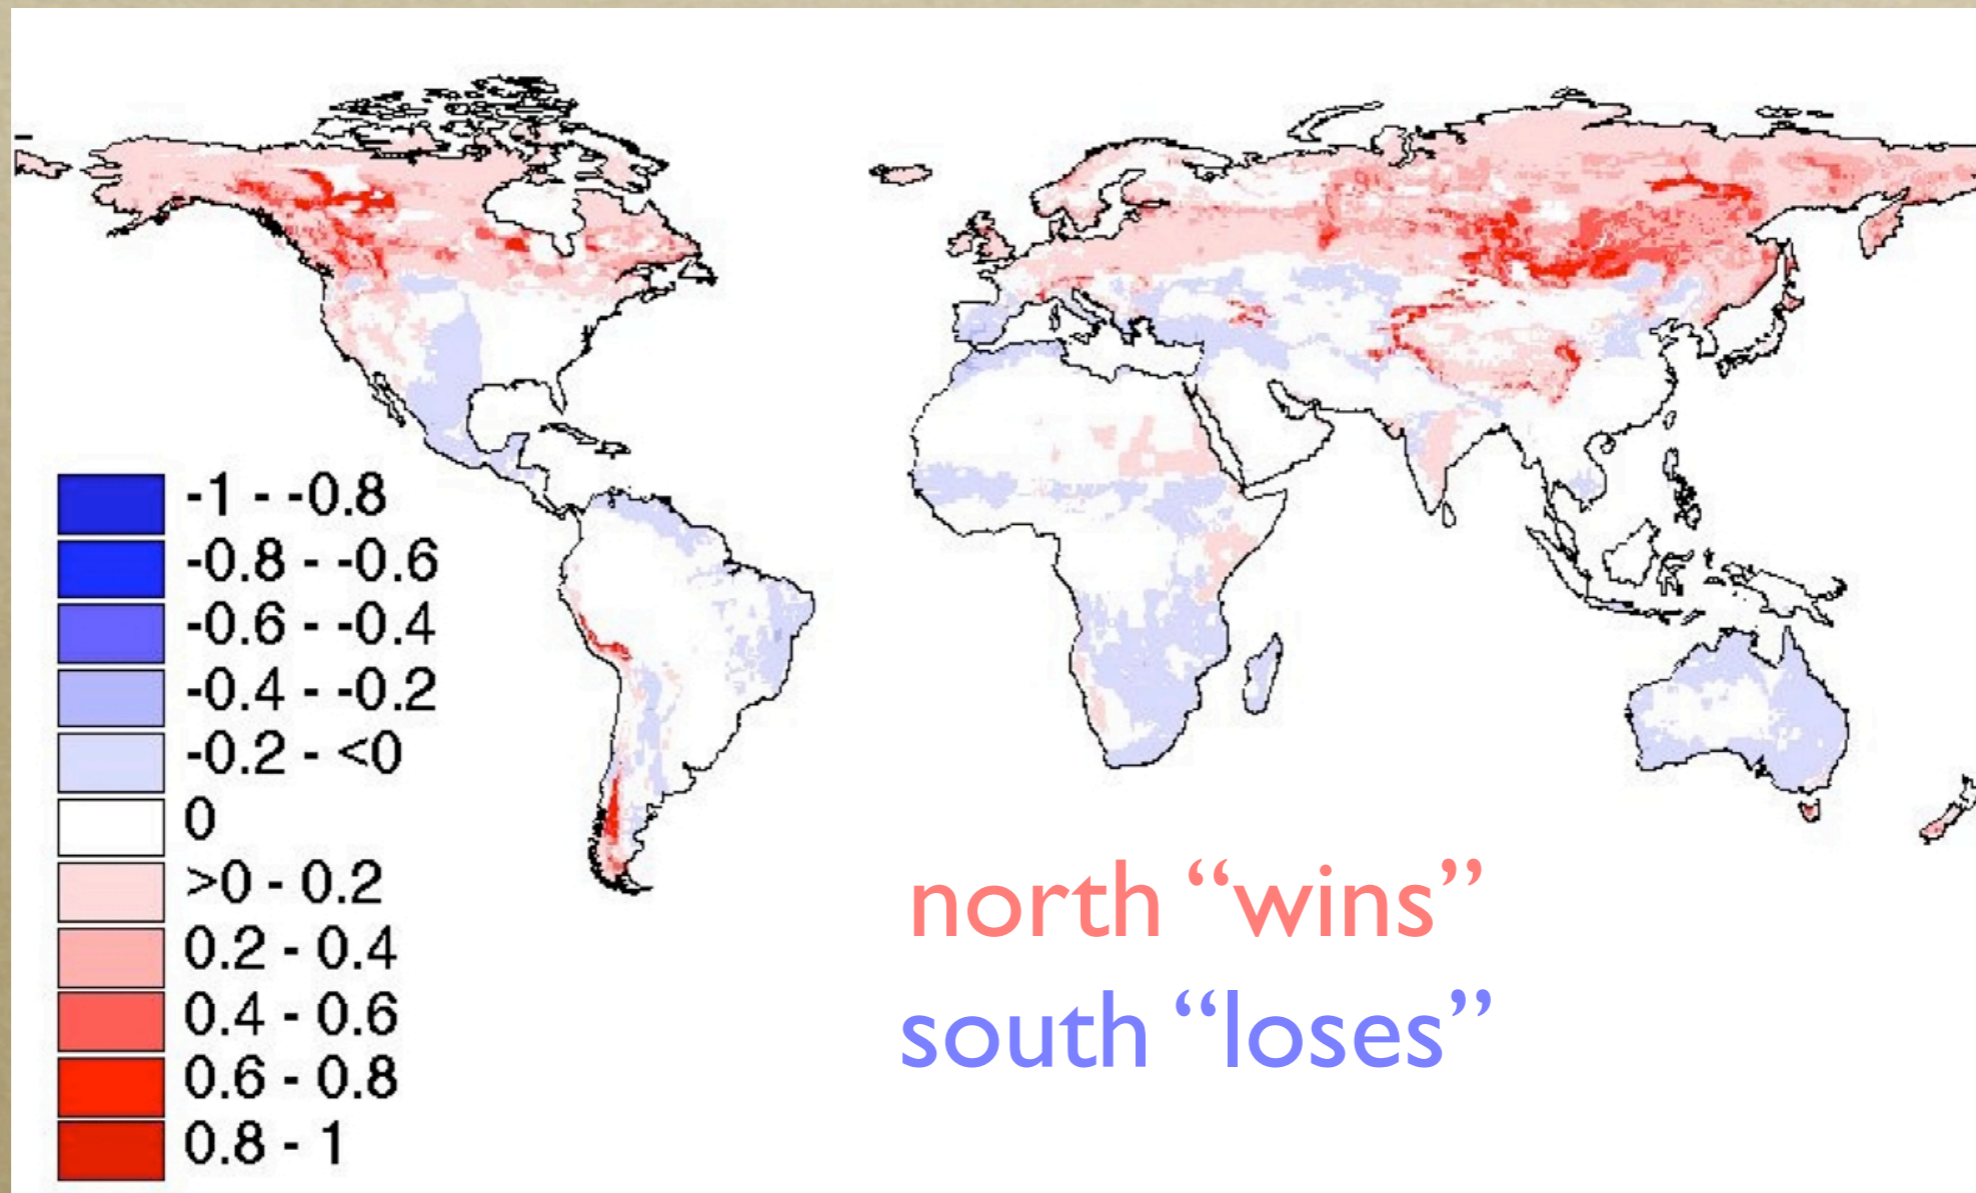 -1 - -0.8
-0.8 - -0.6
-0.6 - -0.4
-0.4 - -0.2
-0.2 - <0
0
>0 - 0.2
0.2 - 0.4
0.4 - 0.6
0.6 - 0.8
0.8 - 1
north “wins”
south “loses”